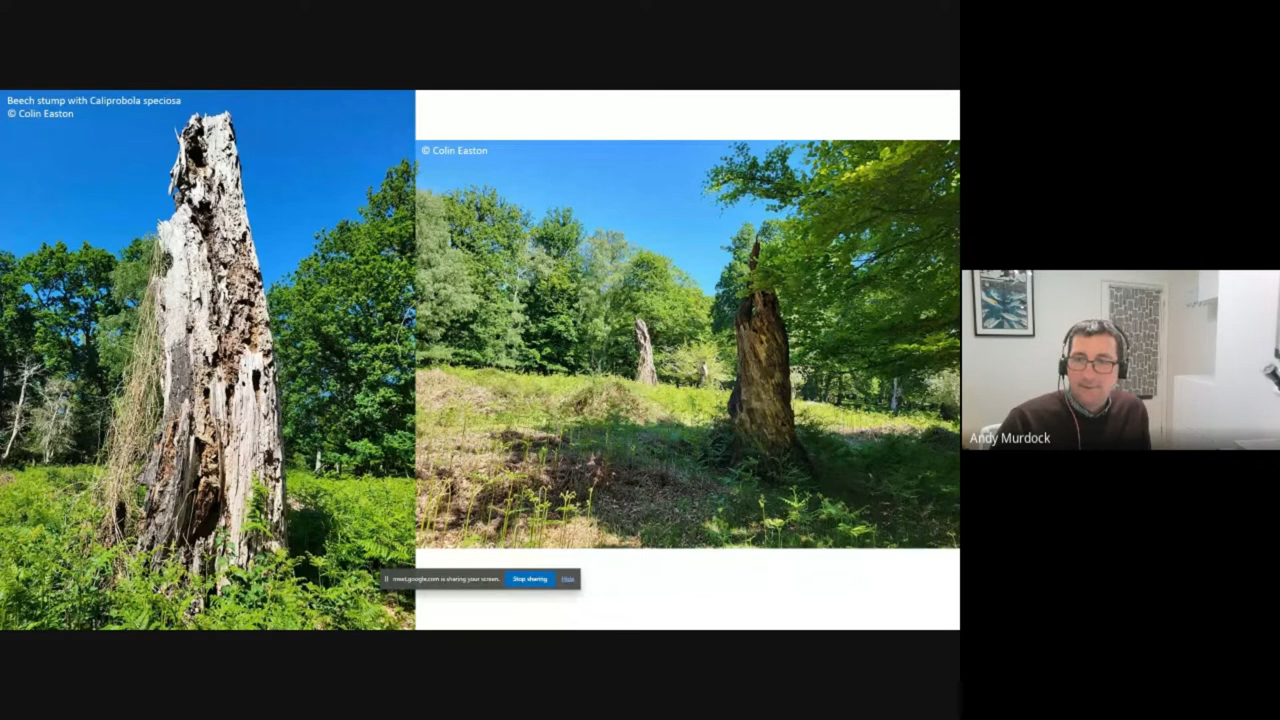 Beech stump with Caliprobola speciosa
© Colin Easton
© Colin Easton
meet.google.com is sharing your screen.
Stop sharing
Hide
Andy Murdock